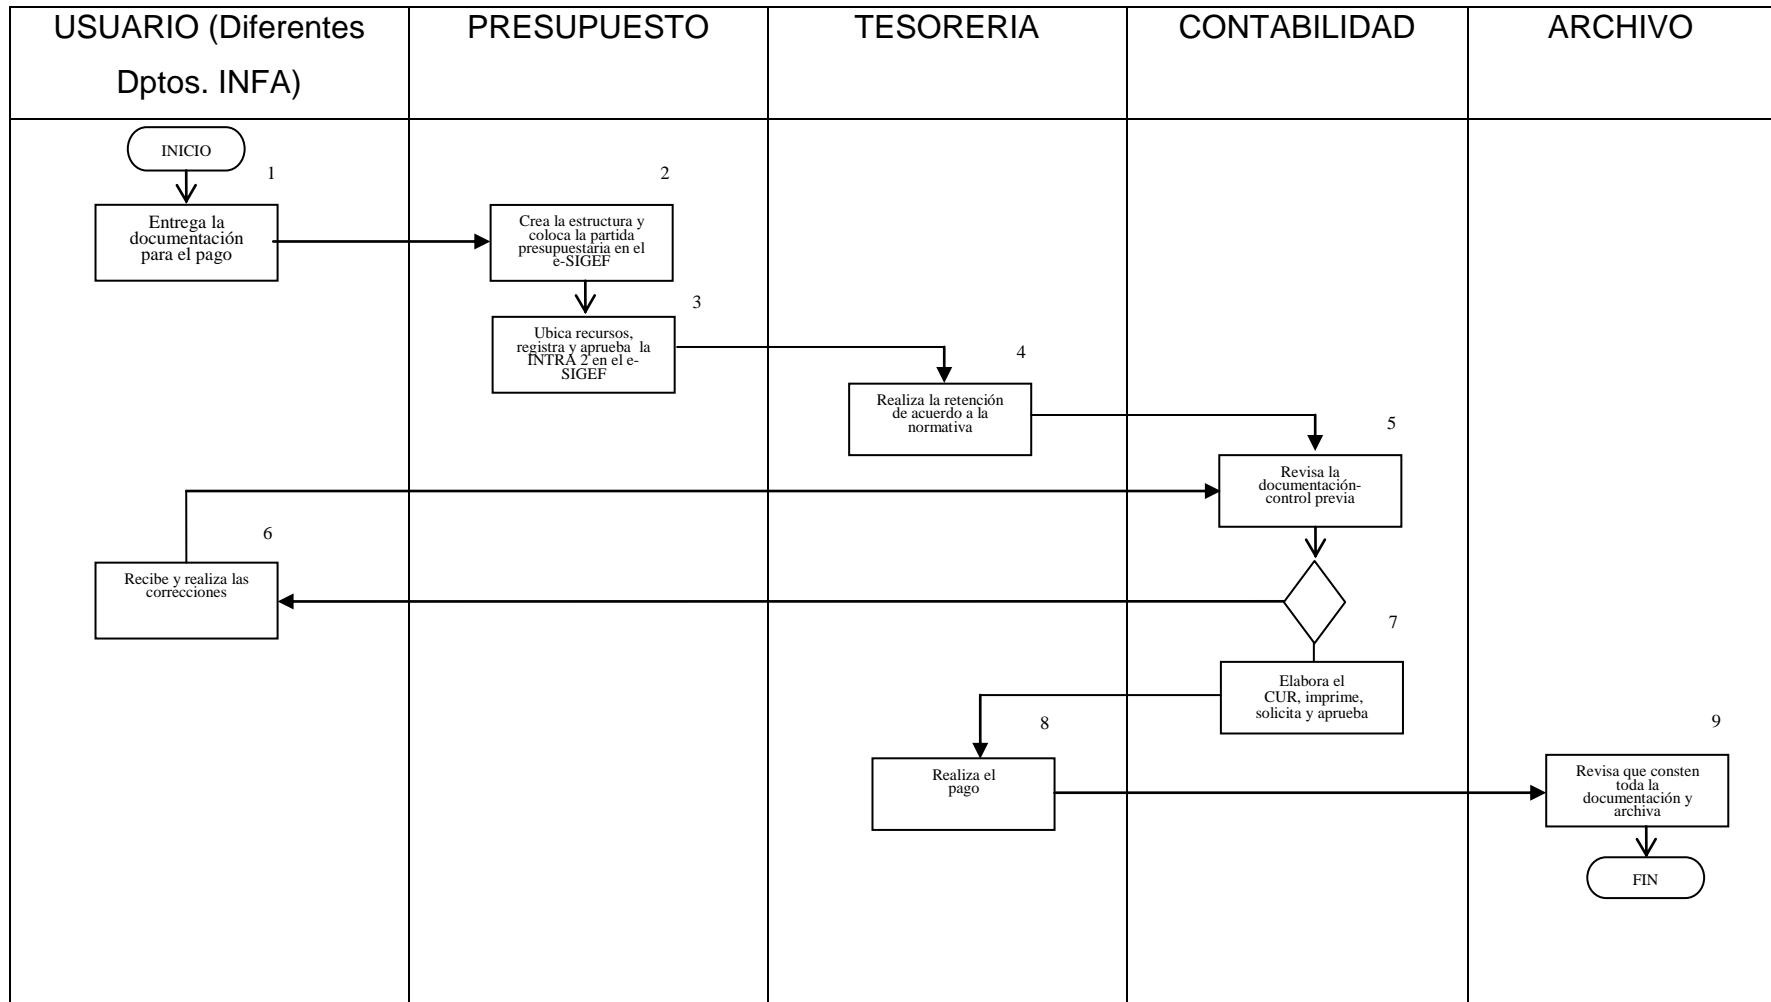 USUARIO (Diferentes
Dptos. INFA)
PRESUPUESTO
TESORERIA
CONTABILIDAD
ARCHIVO
INICIO
1
Entrega la
documentación
para el pago
2
Crea la estructura y
coloca la partida
presupuestaria en el
e-SIGEF
3
Ubica recursos,
registra y aprueba la
INTRA 2 en el e-
SIGEF
4
Realiza la retención
de acuerdo a la
normativa
5
Revisa la
documentación-
control previa
6
Recibe y realiza las
correcciones
7
Elabora el
CUR, imprime,
solicita y aprueba
8
Realiza el
pago
9
Revisa que consten
toda la
documentación y
archiva
FIN